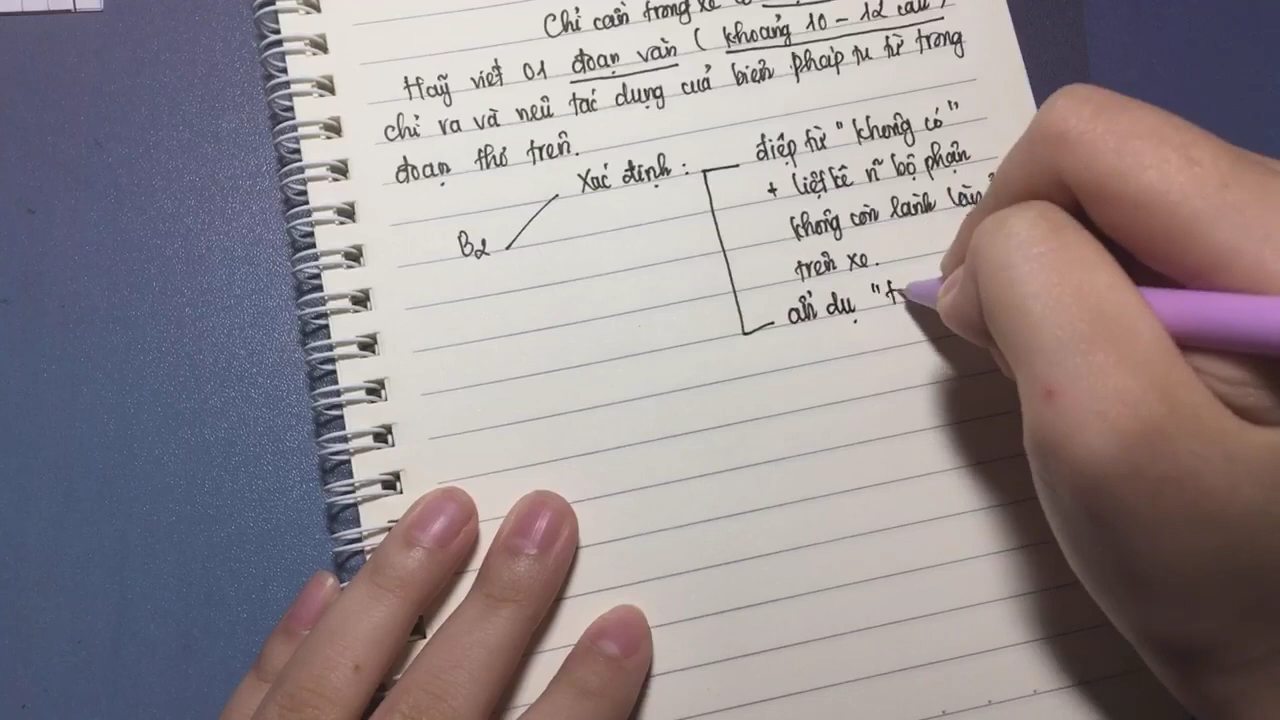 Chỉ cần trong xe có
Hãy viết 01 đoạn văn ( khoảng 10 - 12 câu )
chỉ ra và nêu tác dụng của biện pháp tu từ trong
đoạn thơ trên.
Xác định :
B2
điệp từ "không có"
+ liệt kê n~ bộ phận
không còn lành lặn
trên xe.
ẩn dụ "t